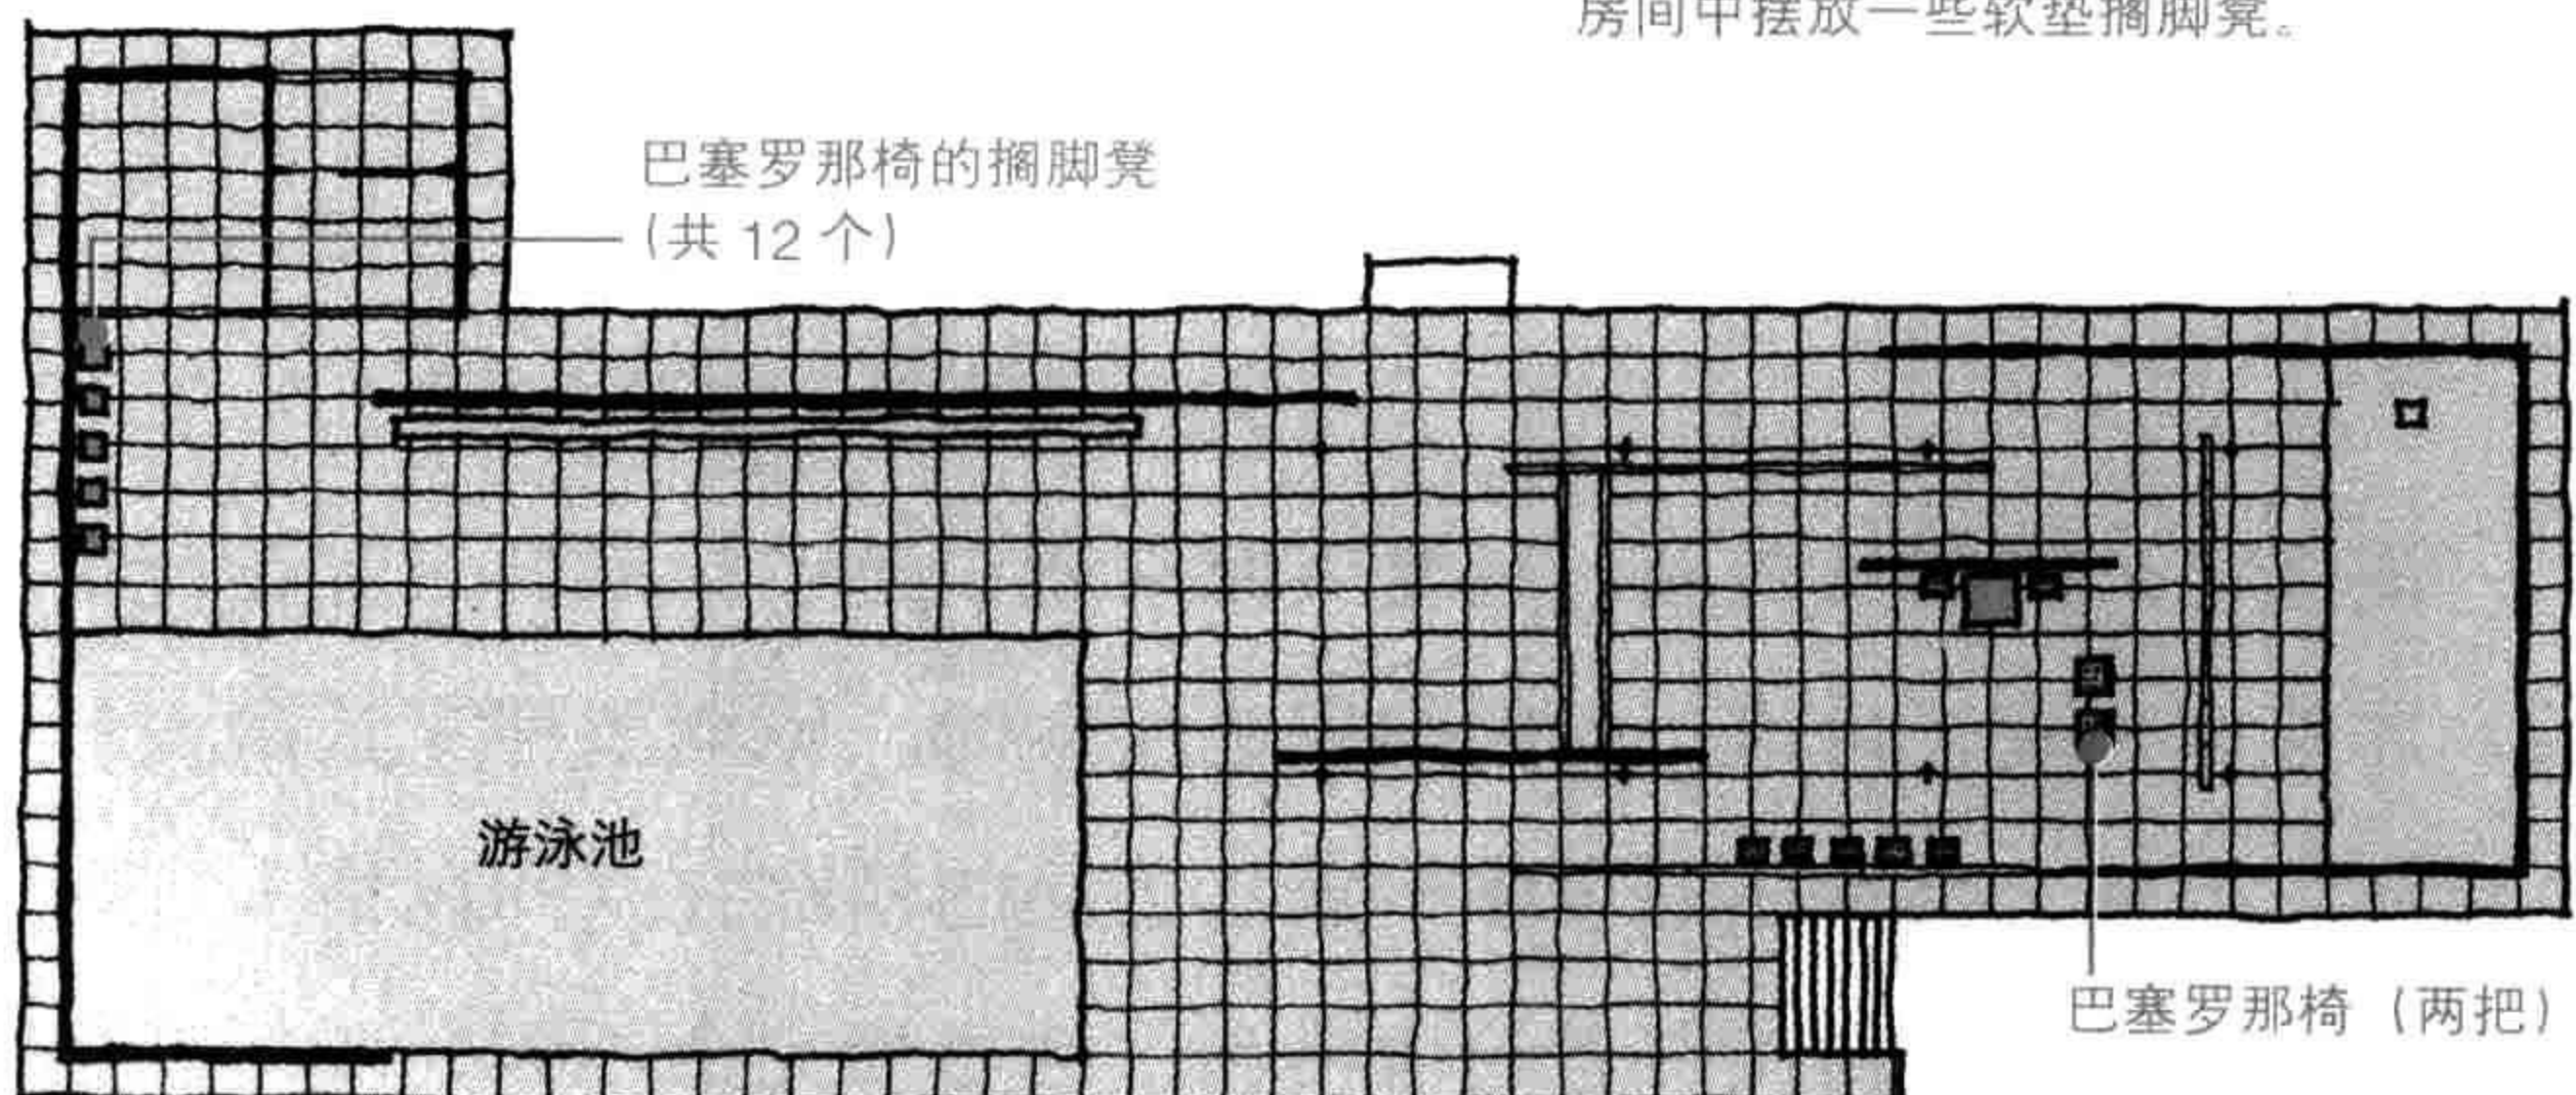 房间中摆放一些软垫搁脚凳。
巴塞罗那椅的搁脚凳
(共 12 个)
游泳池
巴塞罗那椅 (两把)